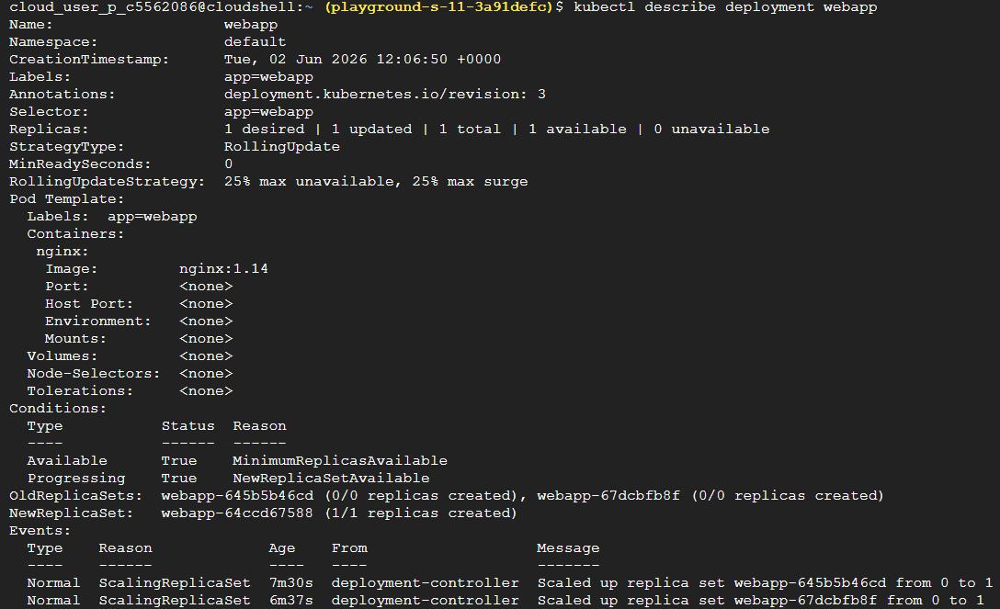 cloud_user_p_c5562086@cloudshell:~ (playground-s-11-3a91defc)$ kubectl describe deployment webapp
Name:                   webapp
Namespace:              default
CreationTimestamp:      Tue, 02 Jun 2026 12:06:50 +0000
Labels:                 app=webapp
Annotations:            deployment.kubernetes.io/revision: 3
Selector:               app=webapp
Replicas:               1 desired | 1 updated | 1 total | 1 available | 0 unavailable
StrategyType:           RollingUpdate
MinReadySeconds:        0
RollingUpdateStrategy:  25% max unavailable, 25% max surge
Pod Template:
  Labels:  app=webapp
  Containers:
   nginx:
    Image:         nginx:1.14
    Port:          <none>
    Host Port:     <none>
    Environment:   <none>
    Mounts:        <none>
  Volumes:         <none>
  Node-Selectors:  <none>
  Tolerations:     <none>
Conditions:
  Type           Status  Reason
  ----           ------  ------
  Available      True    MinimumReplicasAvailable
  Progressing    True    NewReplicaSetAvailable
OldReplicaSets:  webapp-645b5b46cd (0/0 replicas created), webapp-67dcbfb8f (0/0 replicas created)
NewReplicaSet:   webapp-64ccd67588 (1/1 replicas created)
Events:
  Type    Reason             Age    From                   Message
  ----    ------             ----   ----                   -------
  Normal  ScalingReplicaSet  7m30s  deployment-controller  Scaled up replica set webapp-645b5b46cd from 0 to 1
  Normal  ScalingReplicaSet  6m37s  deployment-controller  Scaled up replica set webapp-67dcbfb8f from 0 to 1